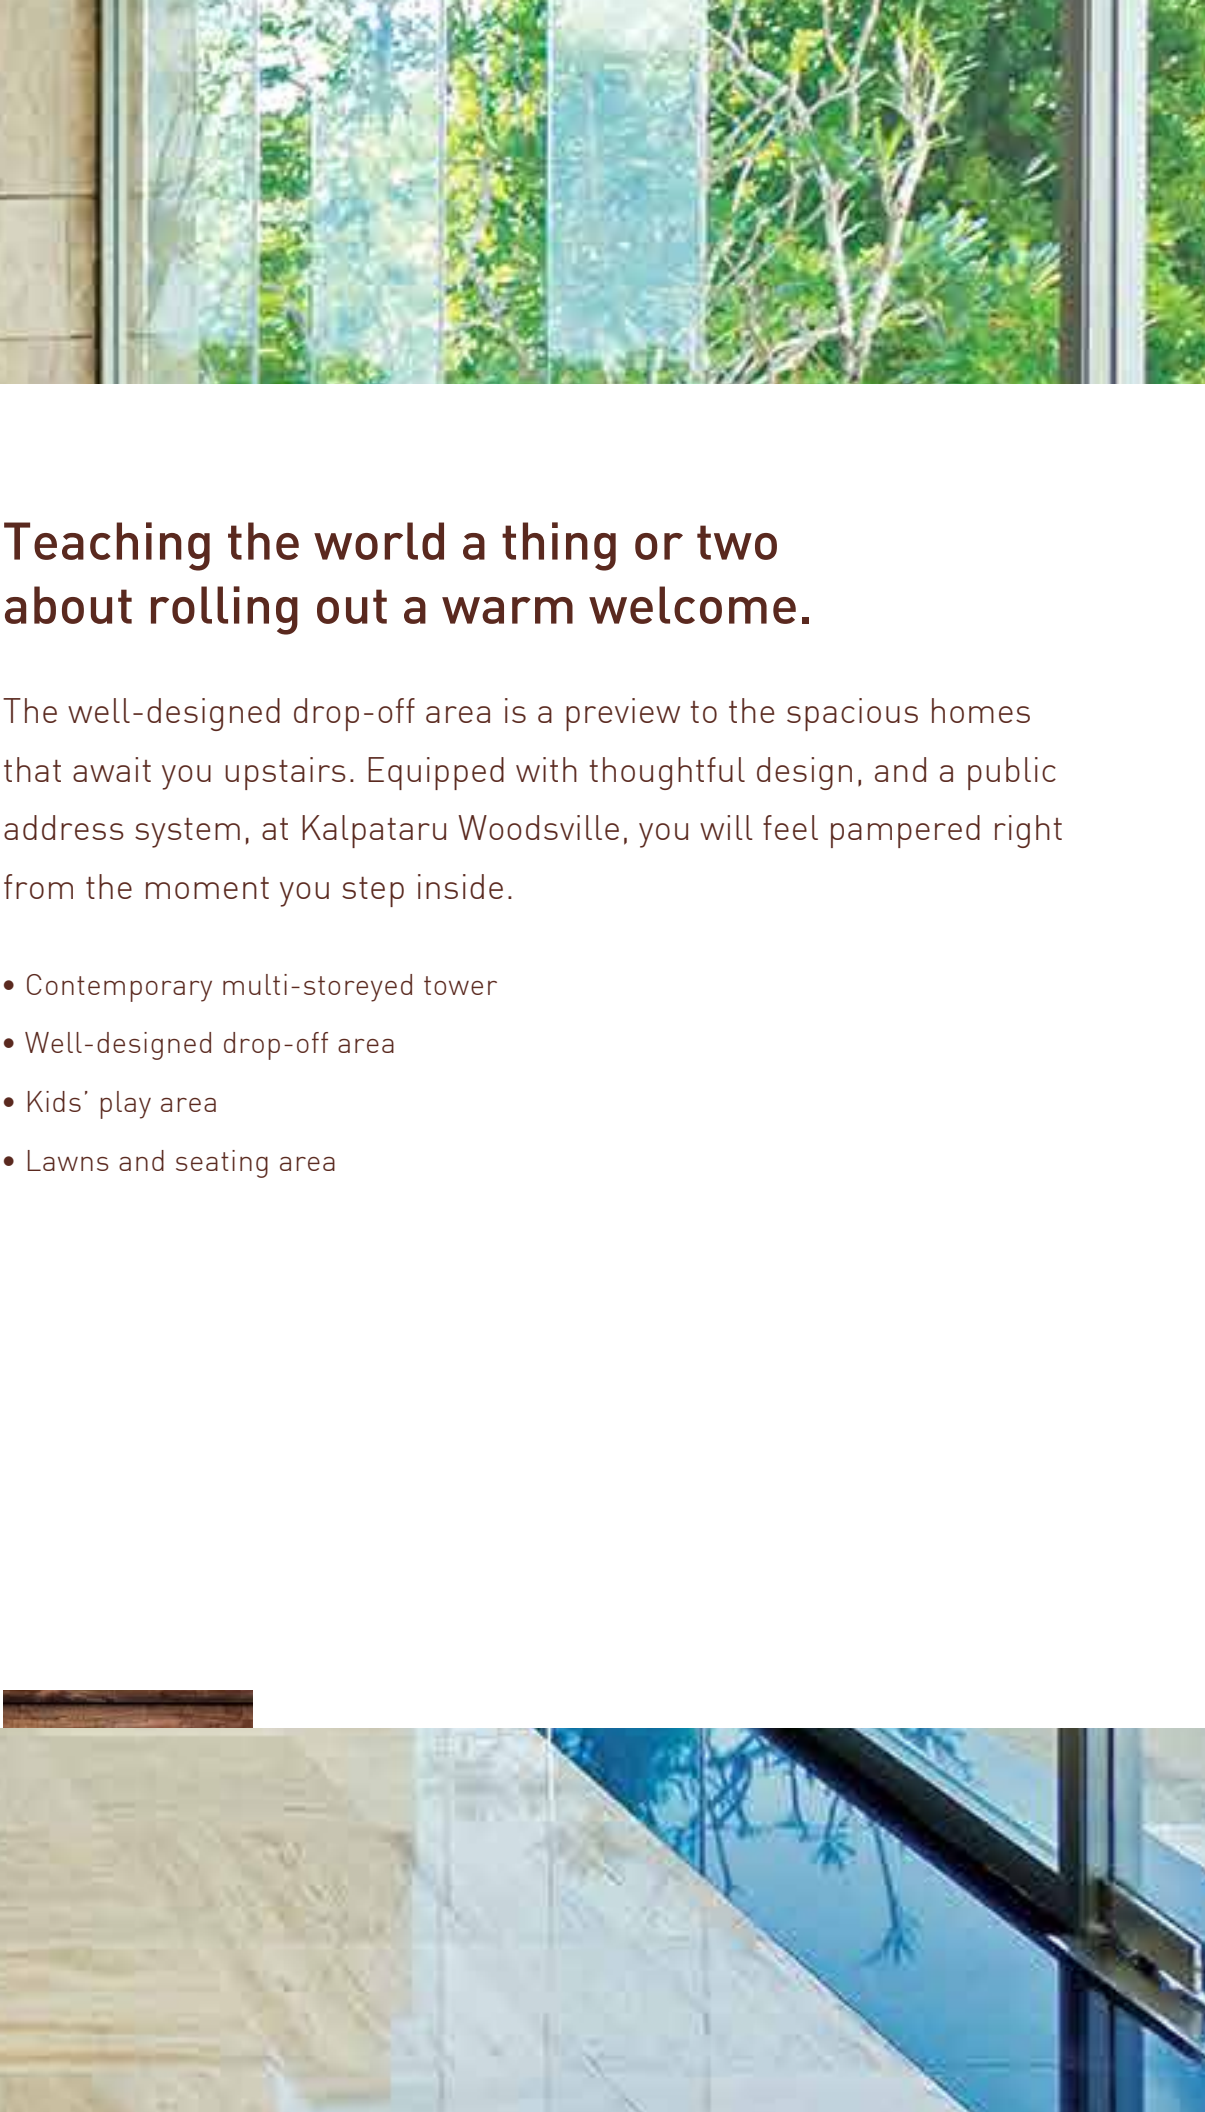 Teaching the world a thing or two
about rolling out a warm welcome.
The well-designed drop-off area is a preview to the spacious homes
that await you upstairs. Equipped with thoughtful design, and a public
address system, at Kalpataru Woodsville, you will feel pampered right
from the moment you step inside.
• Contemporary multi-storeyed tower
• Well-designed drop-off area
• Kids’ play area
• Lawns and seating area